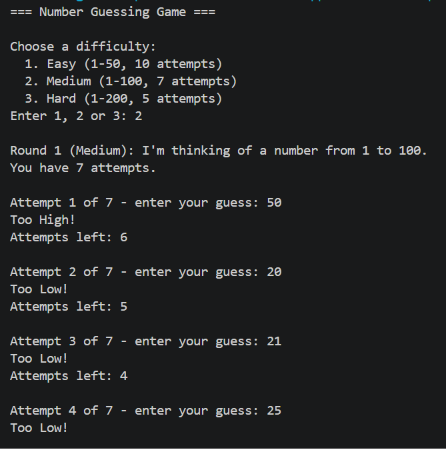 === Number Guessing Game ===
Choose a difficulty:
1. Easy (1-50, 10 attempts)
2. Medium (1-100, 7 attempts)
3. Hard (1-200, 5 attempts)
Enter 1, 2 or 3: 2
Round 1 (Medium): I'm thinking of a number from 1 to 100.
You have 7 attempts.
Attempt 1 of 7 - enter your guess: 50
Too High!
Attempts left: 6
Attempt 2 of 7 - enter your guess: 20
Too Low!
Attempts left: 5
Attempt 3 of 7 - enter your guess: 21
Too Low!
Attempts left: 4
Attempt 4 of 7 - enter your guess: 25
Too Low!